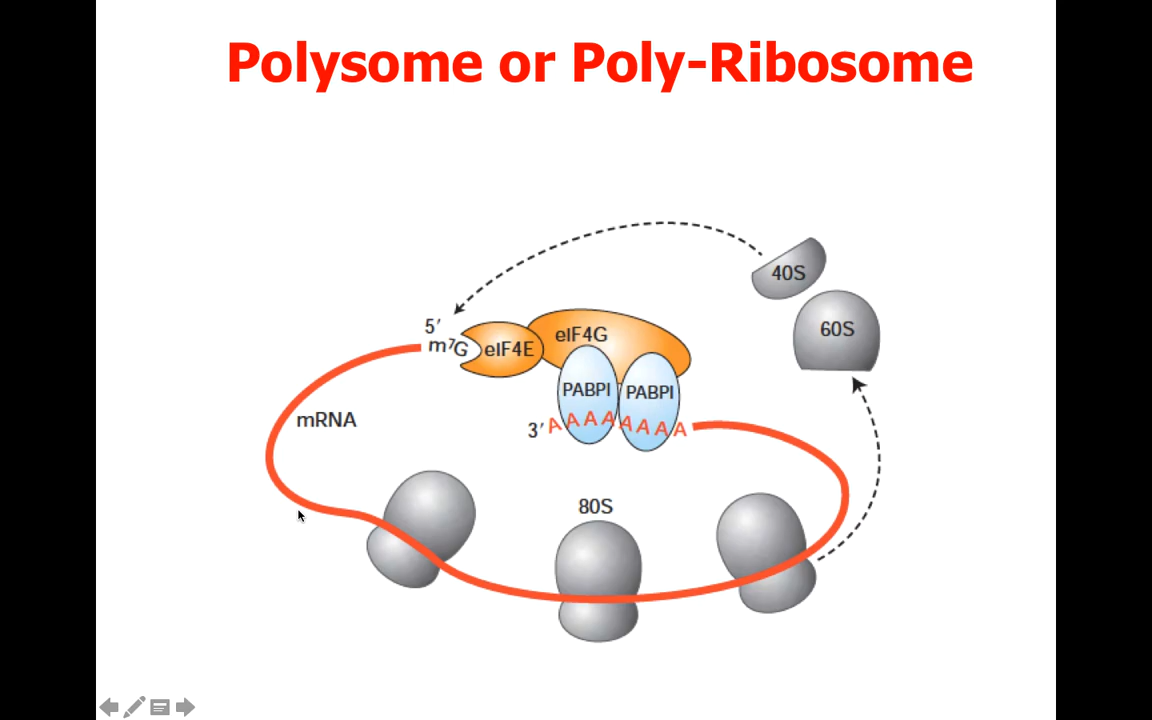 Polysome or Poly-Ribosome
40S
60S
5′
m⁷G
eIF4E
eIF4G
PABPI
PABPI
mRNA
3′
AAAAAAAA
80S